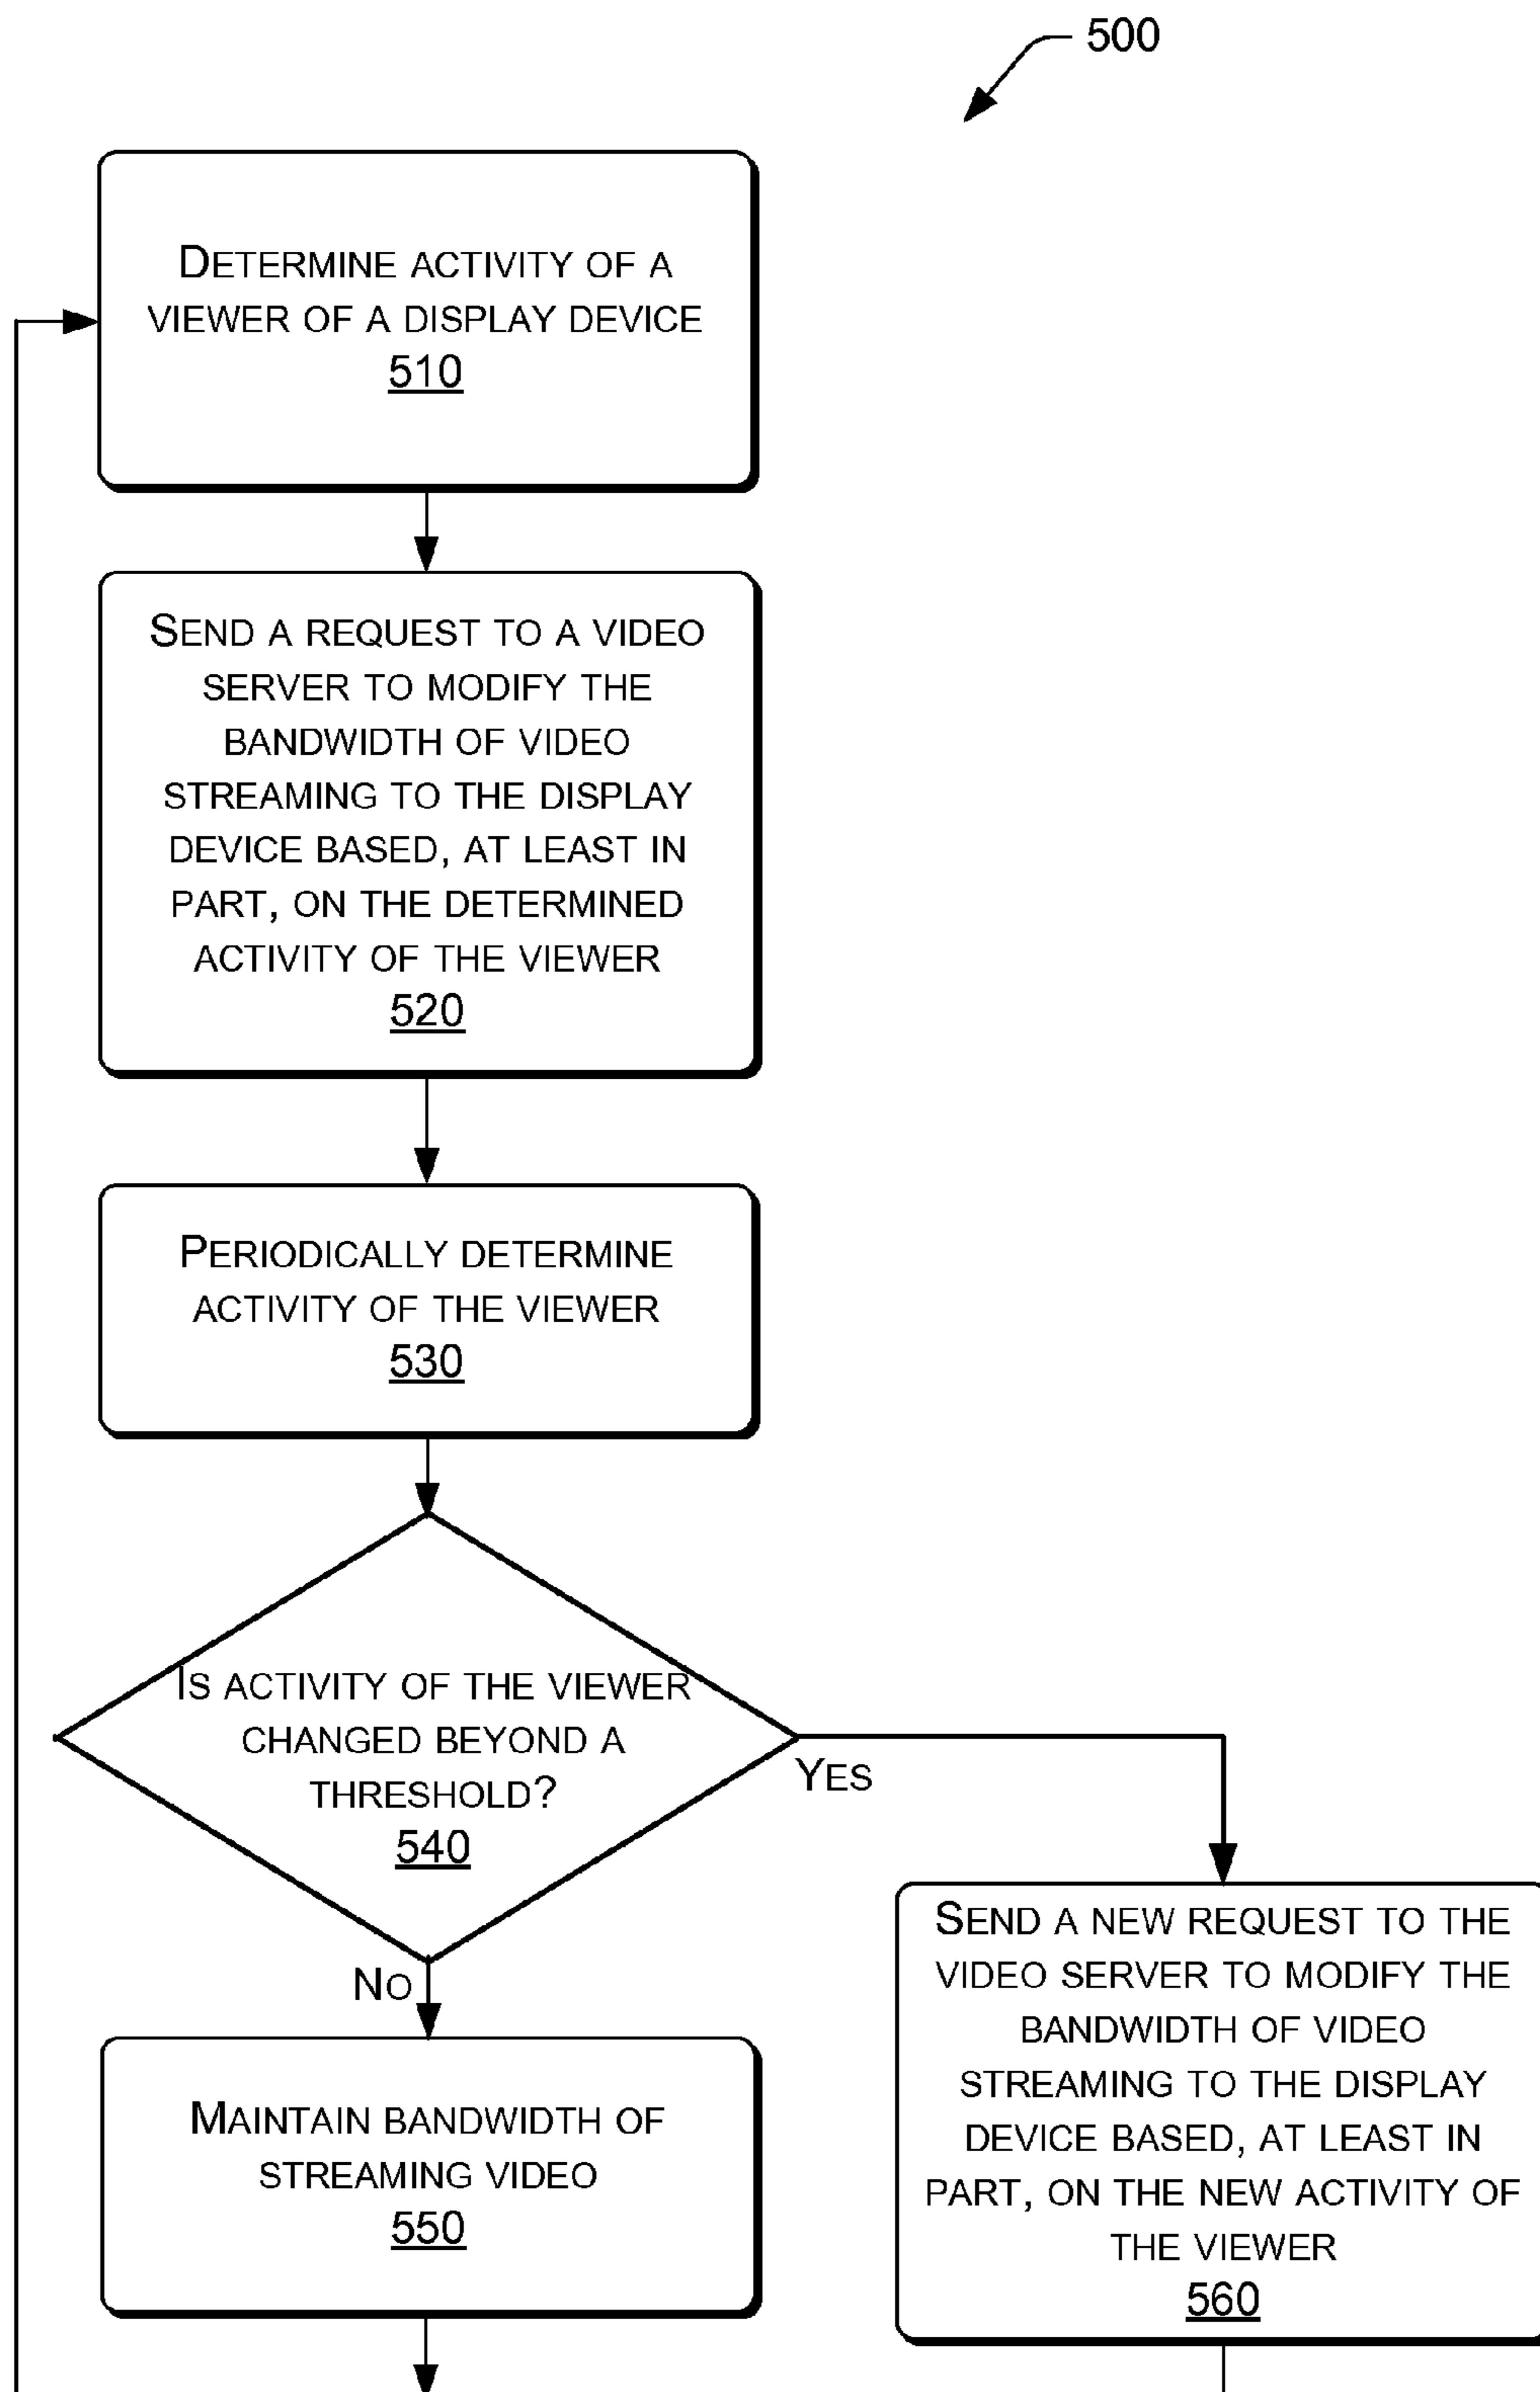 500
DETERMINE ACTIVITY OF A
VIEWER OF A DISPLAY DEVICE
510
SEND A REQUEST TO A VIDEO
SERVER TO MODIFY THE
BANDWIDTH OF VIDEO
STREAMING TO THE DISPLAY
DEVICE BASED, AT LEAST IN
PART, ON THE DETERMINED
ACTIVITY OF THE VIEWER
520
PERIODICALLY DETERMINE
ACTIVITY OF THE VIEWER
530
IS ACTIVITY OF THE VIEWER
CHANGED BEYOND A
THRESHOLD?
540
YES
NO
MAINTAIN BANDWIDTH OF
STREAMING VIDEO
550
SEND A NEW REQUEST TO THE
VIDEO SERVER TO MODIFY THE
BANDWIDTH OF VIDEO
STREAMING TO THE DISPLAY
DEVICE BASED, AT LEAST IN
PART, ON THE NEW ACTIVITY OF
THE VIEWER
560